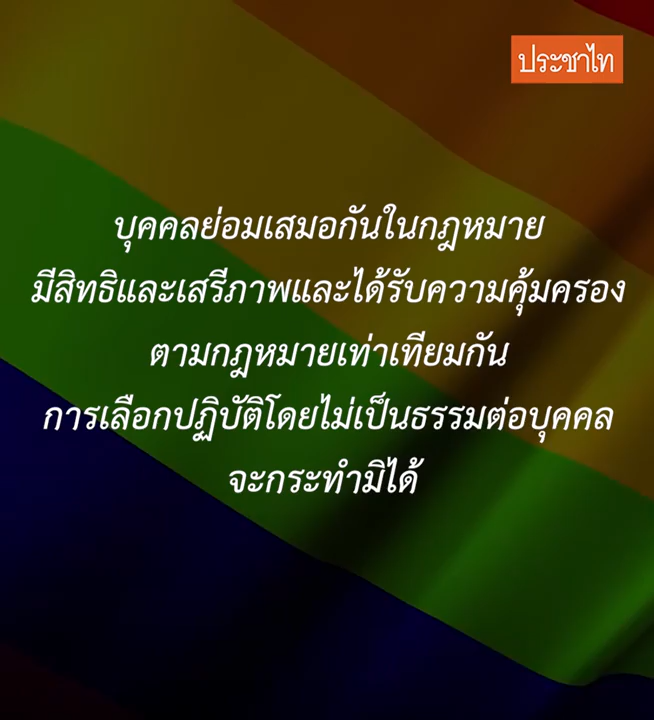 ประชาไท
บุคคลย่อมเสมอกันในกฎหมาย
มีสิทธิและเสรีภาพและได้รับความคุ้มครอง
ตามกฎหมายเท่าเทียมกัน
การเลือกปฏิบัติโดยไม่เป็นธรรมต่อบุคคล
จะกระทำมิได้